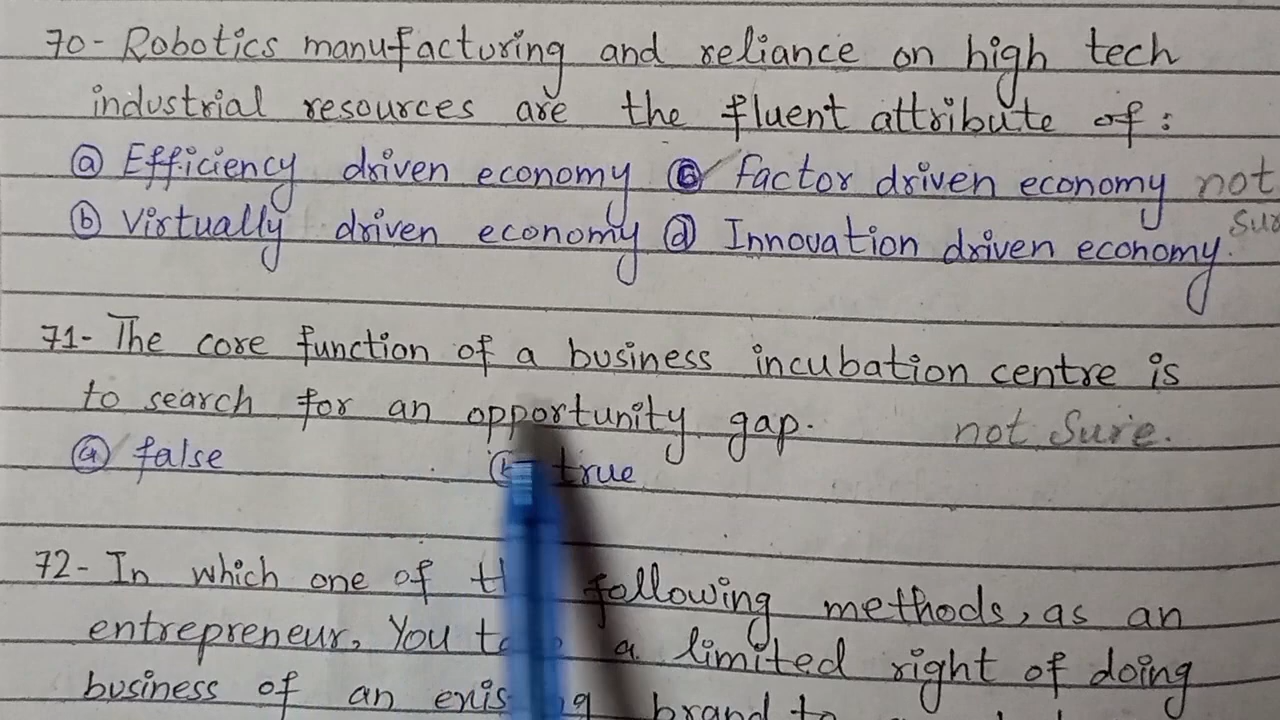 70- Robotics manufacturing and reliance on high tech
industrial resources are the fluent attribute of:
ⓐ Efficiency driven economy ⓒ Factor driven economy not
ⓑ Virtually driven economy ⓓ Innovation driven economy.
71- The core function of a business incubation centre is
to search for an opportunity gap. not Sure.
ⓐ false true
72- In which one of following methods, as an
entrepreneur, You a limited right of doing
business of an brand to